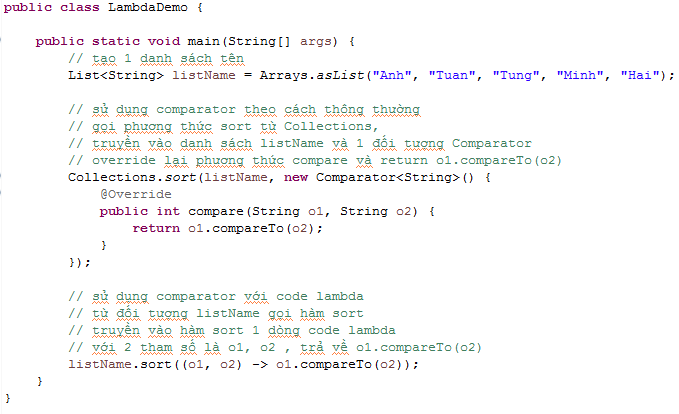 public class LambdaDemo {
public static void main(String[] args) {
// tạo 1 danh sách tên
List<String> listName = Arrays.asList("Anh", "Tuan", "Tung", "Minh", "Hai");
// sử dụng comparator theo cách thông thường
// gọi phương thức sort từ Collections,
// truyền vào danh sách listName và 1 đối tượng Comparator
// override lại phương thức compare và return o1.compareTo(o2)
Collections.sort(listName, new Comparator<String>() {
@Override
public int compare(String o1, String o2) {
return o1.compareTo(o2);
}
});
// sử dụng comparator với code lambda
// từ đối tượng listName gọi hàm sort
// truyền vào hàm sort 1 dòng code lambda
// với 2 tham số là o1, o2 , trả về o1.compareTo(o2)
listName.sort((o1, o2) -> o1.compareTo(o2));
}
}